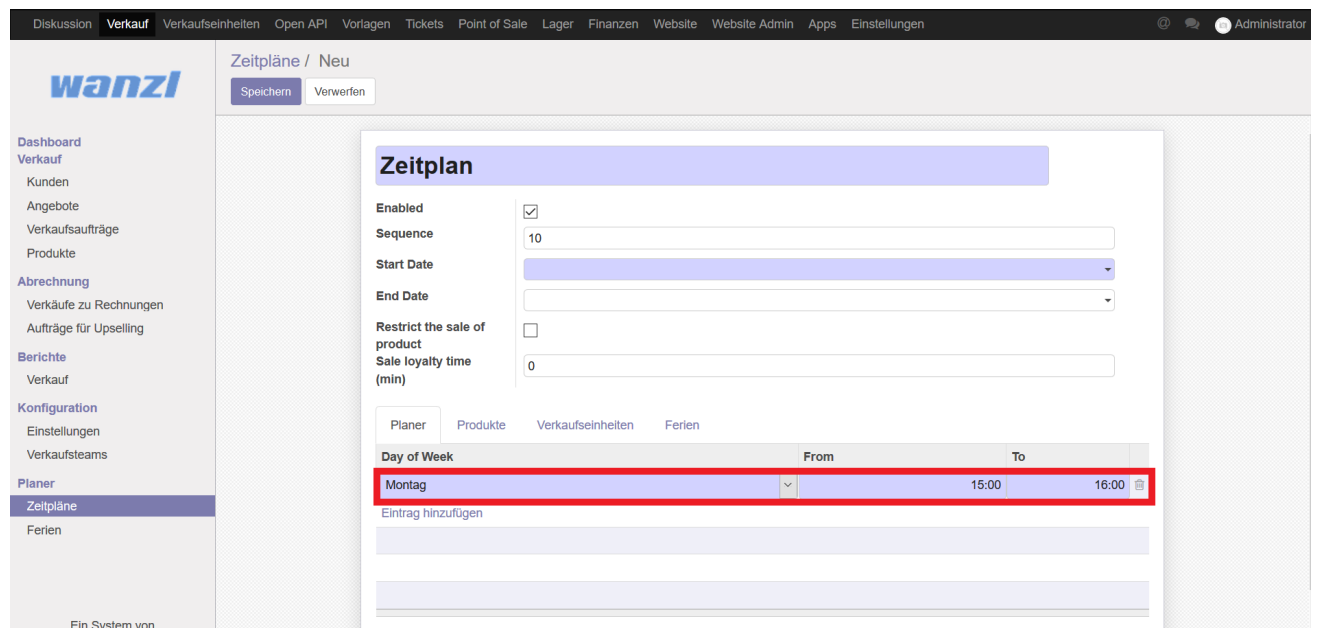 Diskussion Verkauf Verkaufseinheiten Open API Vorlagen Tickets Point of Sale Lager Finanzen Website Website Admin Apps Einstellungen @ Administrator
wanzl
Zeitpläne / Neu
Speichern Verwerfen
Dashboard
Verkauf
Kunden
Angebote
Verkaufsaufträge
Produkte
Abrechnung
Verkäufe zu Rechnungen
Aufträge für Upselling
Berichte
Verkauf
Konfiguration
Einstellungen
Verkaufsteams
Planer
Zeitpläne
Ferien
Ein System von
Zeitplan
Enabled
Sequence 10
Start Date
End Date
Restrict the sale of
product
Sale loyalty time
(min) 0
Planer Produkte Verkaufseinheiten Ferien
Day of Week From To
Montag 15:00 16:00
Eintrag hinzufügen